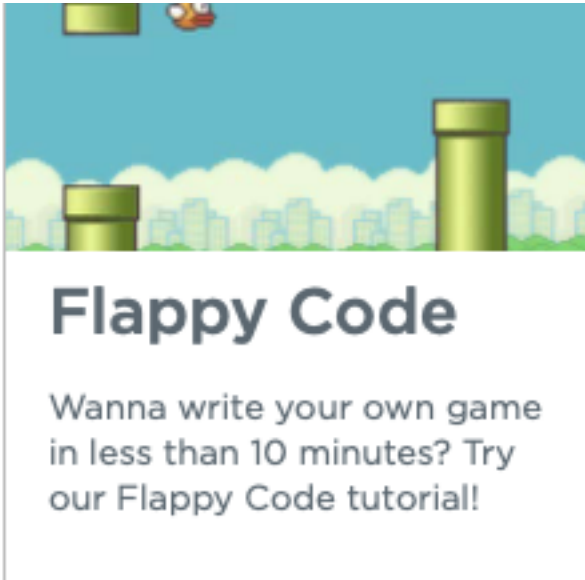 Flappy Code
Wanna write your own game
in less than 10 minutes? Try
our Flappy Code tutorial!